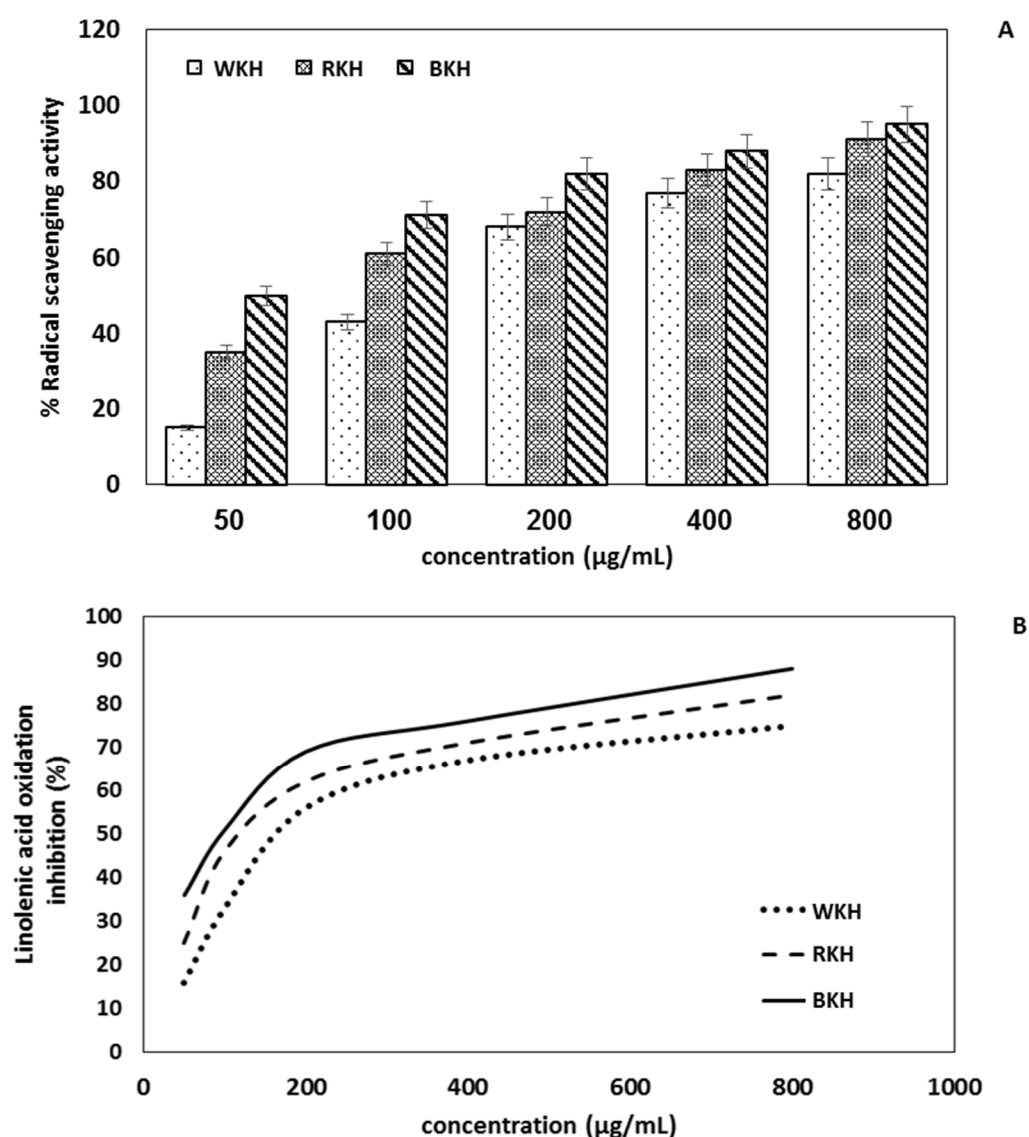 A
120
100
80
60
40
20
0
% Radical scavenging activity
WKH RKH BKH
50 100 200 400 800
concentration (µg/mL)
B
100
90
80
70
60
50
40
30
20
10
0
Linolenic acid oxidation
inhibition (%)
WKH
RKH
BKH
0 200 400 600 800 1000
concentration (µg/mL)